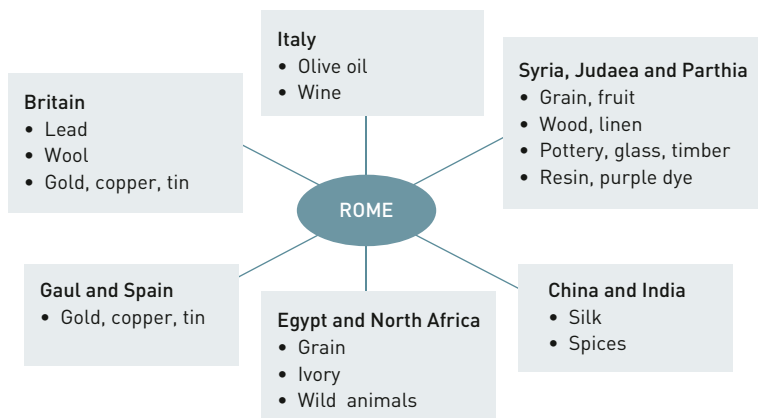 Italy
• Olive oil
• Wine
Britain
• Lead
• Wool
• Gold, copper, tin
Syria, Judaea and Parthia
• Grain, fruit
• Wood, linen
• Pottery, glass, timber
• Resin, purple dye
ROME
Gaul and Spain
• Gold, copper, tin
Egypt and North Africa
• Grain
• Ivory
• Wild animals
China and India
• Silk
• Spices